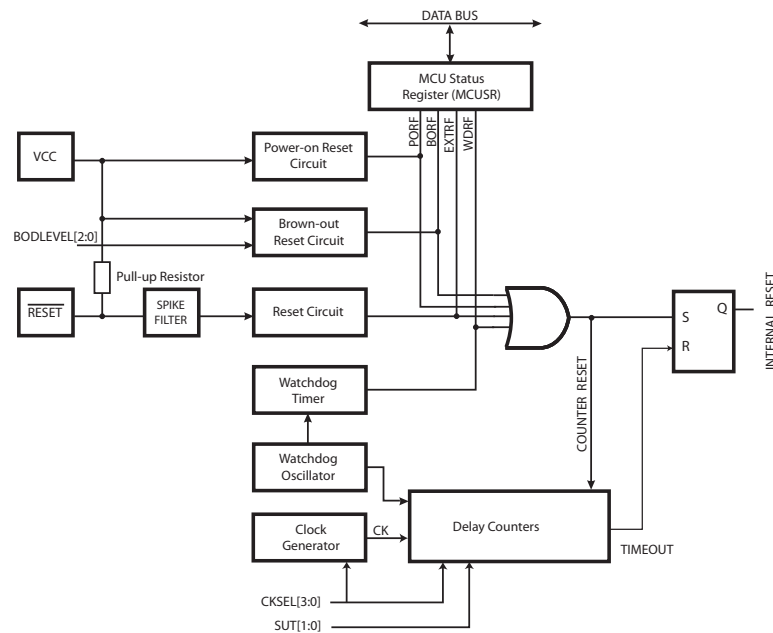 DATA BUS
MCU Status
Register (MCUSR)
PORF
BORF
EXTRF
WDRF
VCC
Power-on Reset
Circuit
Brown-out
Reset Circuit
BODLEVEL[2:0]
Pull-up Resistor
RESET
SPIKE
FILTER
Reset Circuit
S
Q
R
INTERNAL RESET
Watchdog
Timer
COUNTER RESET
Watchdog
Oscillator
Clock
Generator
CK
Delay Counters
TIMEOUT
CKSEL[3:0]
SUT[1:0]